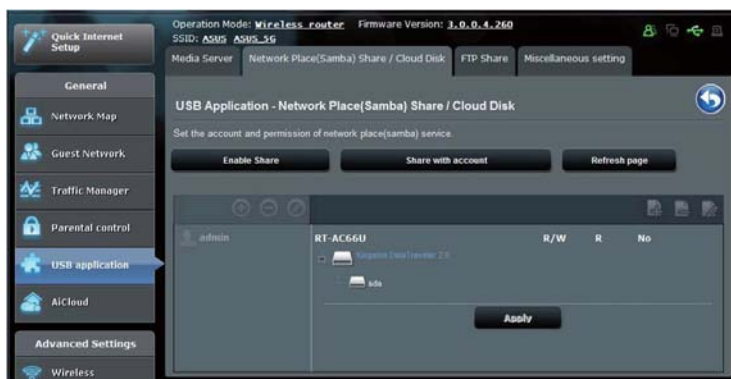 Quick Internet
Setup
Operation Mode: Wireless router Firmware Version: 3.0.0.4.260
SSID: ASUS ASUS_5G
Media Server
Network Place(Samba) Share / Cloud Disk
FTP Share
Miscellaneous setting
General
Network Map
Guest Network
Traffic Manager
Parental control
USB application
AiCloud
Advanced Settings
Wireless
USB Application - Network Place(Samba) Share / Cloud Disk
Set the account and permission of network place(samba) service.
Enable Share
Share with account
Refresh page
admin
RT-AC66U
R/W
R
No
Kingston DataTraveler 2.0
sda
Apply